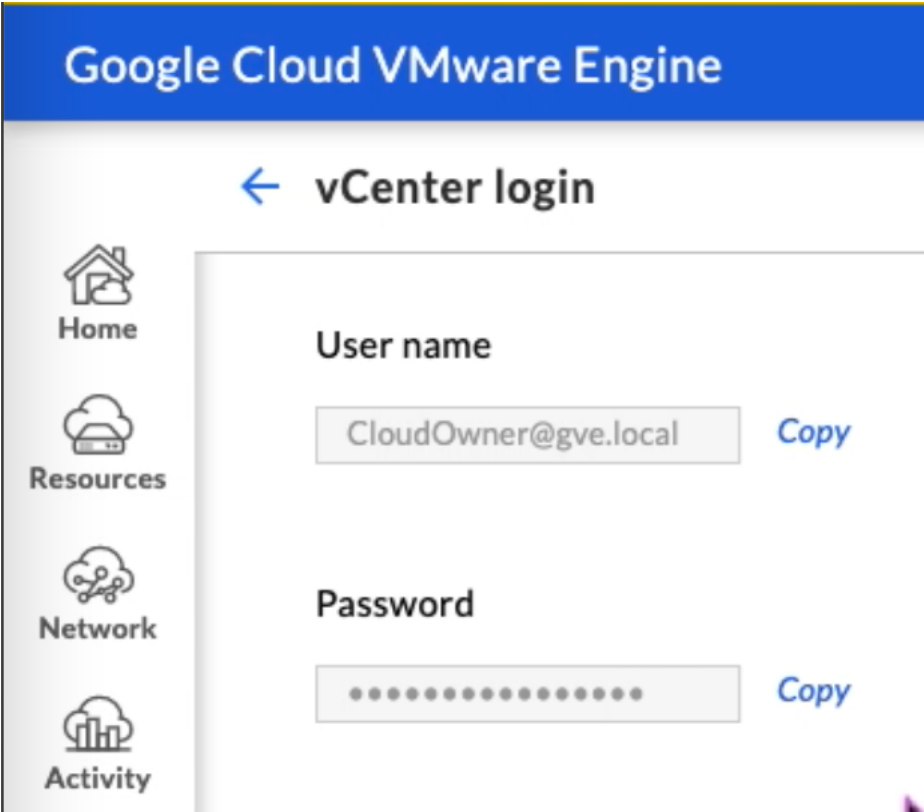 Google Cloud VMware Engine
vCenter login
Home
User name
CloudOwner@gve.local Copy
Resources
Network
Password
•••••••••••••••• Copy
Activity